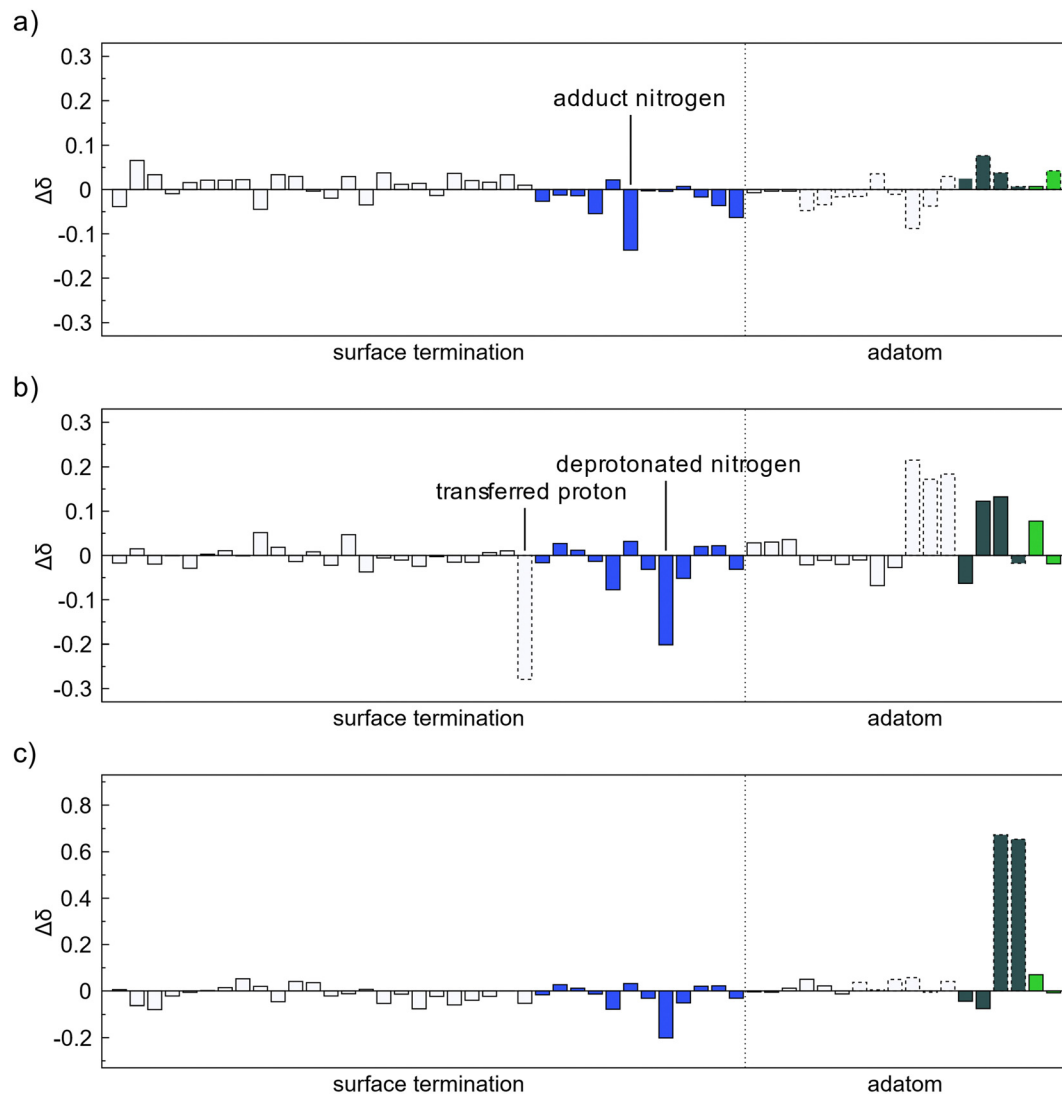 a)
0.3
0.2
adduct nitrogen
0.1
Δδ
0
-0.1
-0.2
-0.3
surface termination adatom
b)
0.3
0.2
deprotonated nitrogen
transferred proton
0.1
Δδ
0
-0.1
-0.2
-0.3
surface termination adatom
c)
0.8
0.6
0.4
Δδ
0.2
0
-0.2
surface termination adatom